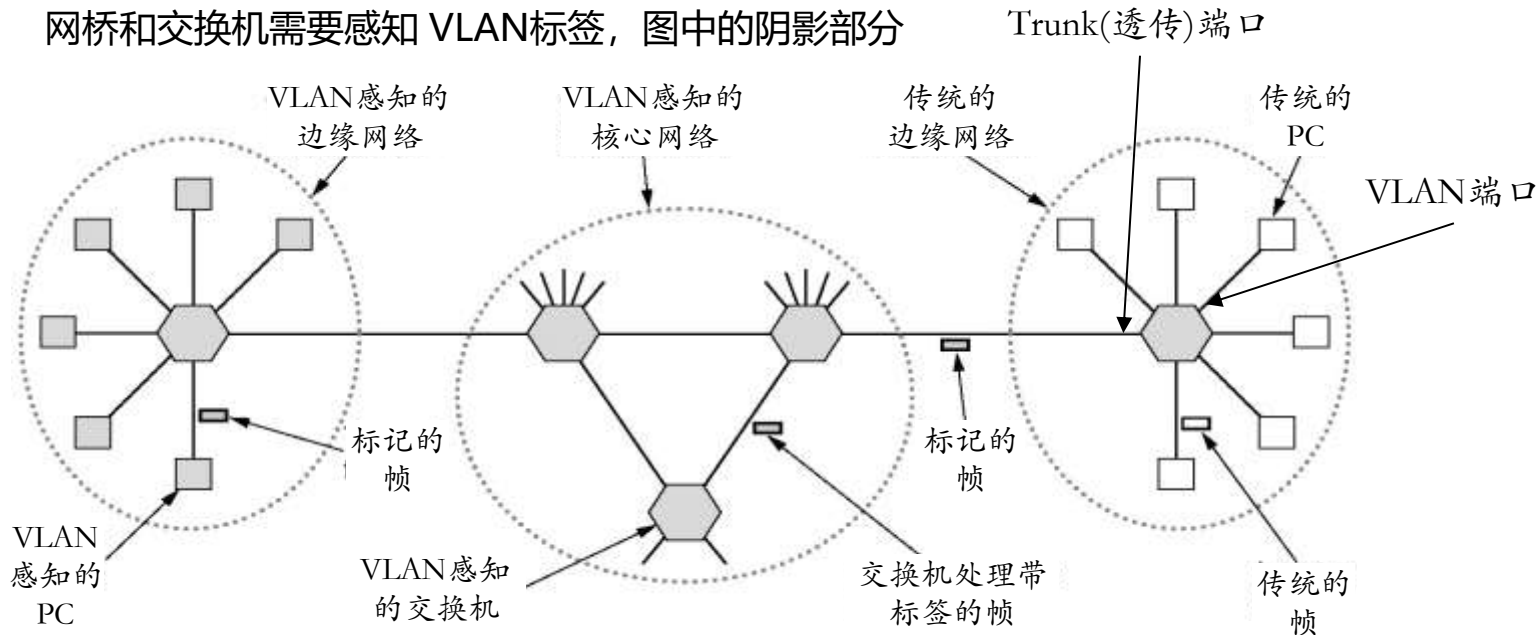 网桥和交换机需要感知 VLAN标签，图中的阴影部分
Trunk(透传)端口
VLAN感知的
边缘网络
VLAN感知的
核心网络
传统的
边缘网络
传统的
PC
VLAN端口
标记的
帧
标记的
帧
VLAN
感知的
PC
VLAN感知
的交换机
交换机处理带
标签的帧
传统的
帧